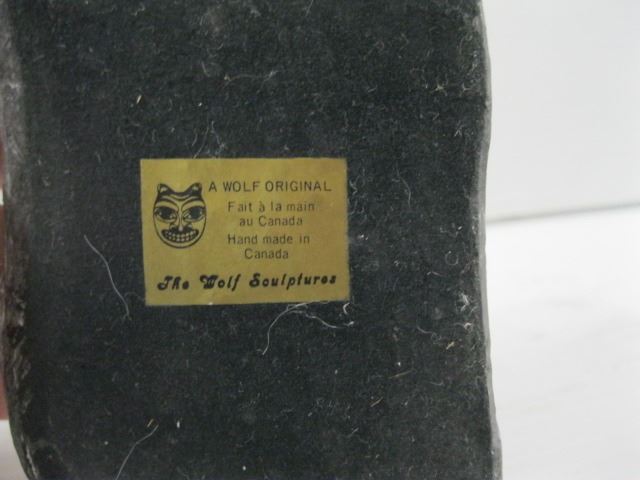 A WOLF ORIGINAL
Fait à la main
au Canada
Hand made in
Canada
The Wolf Sculptures